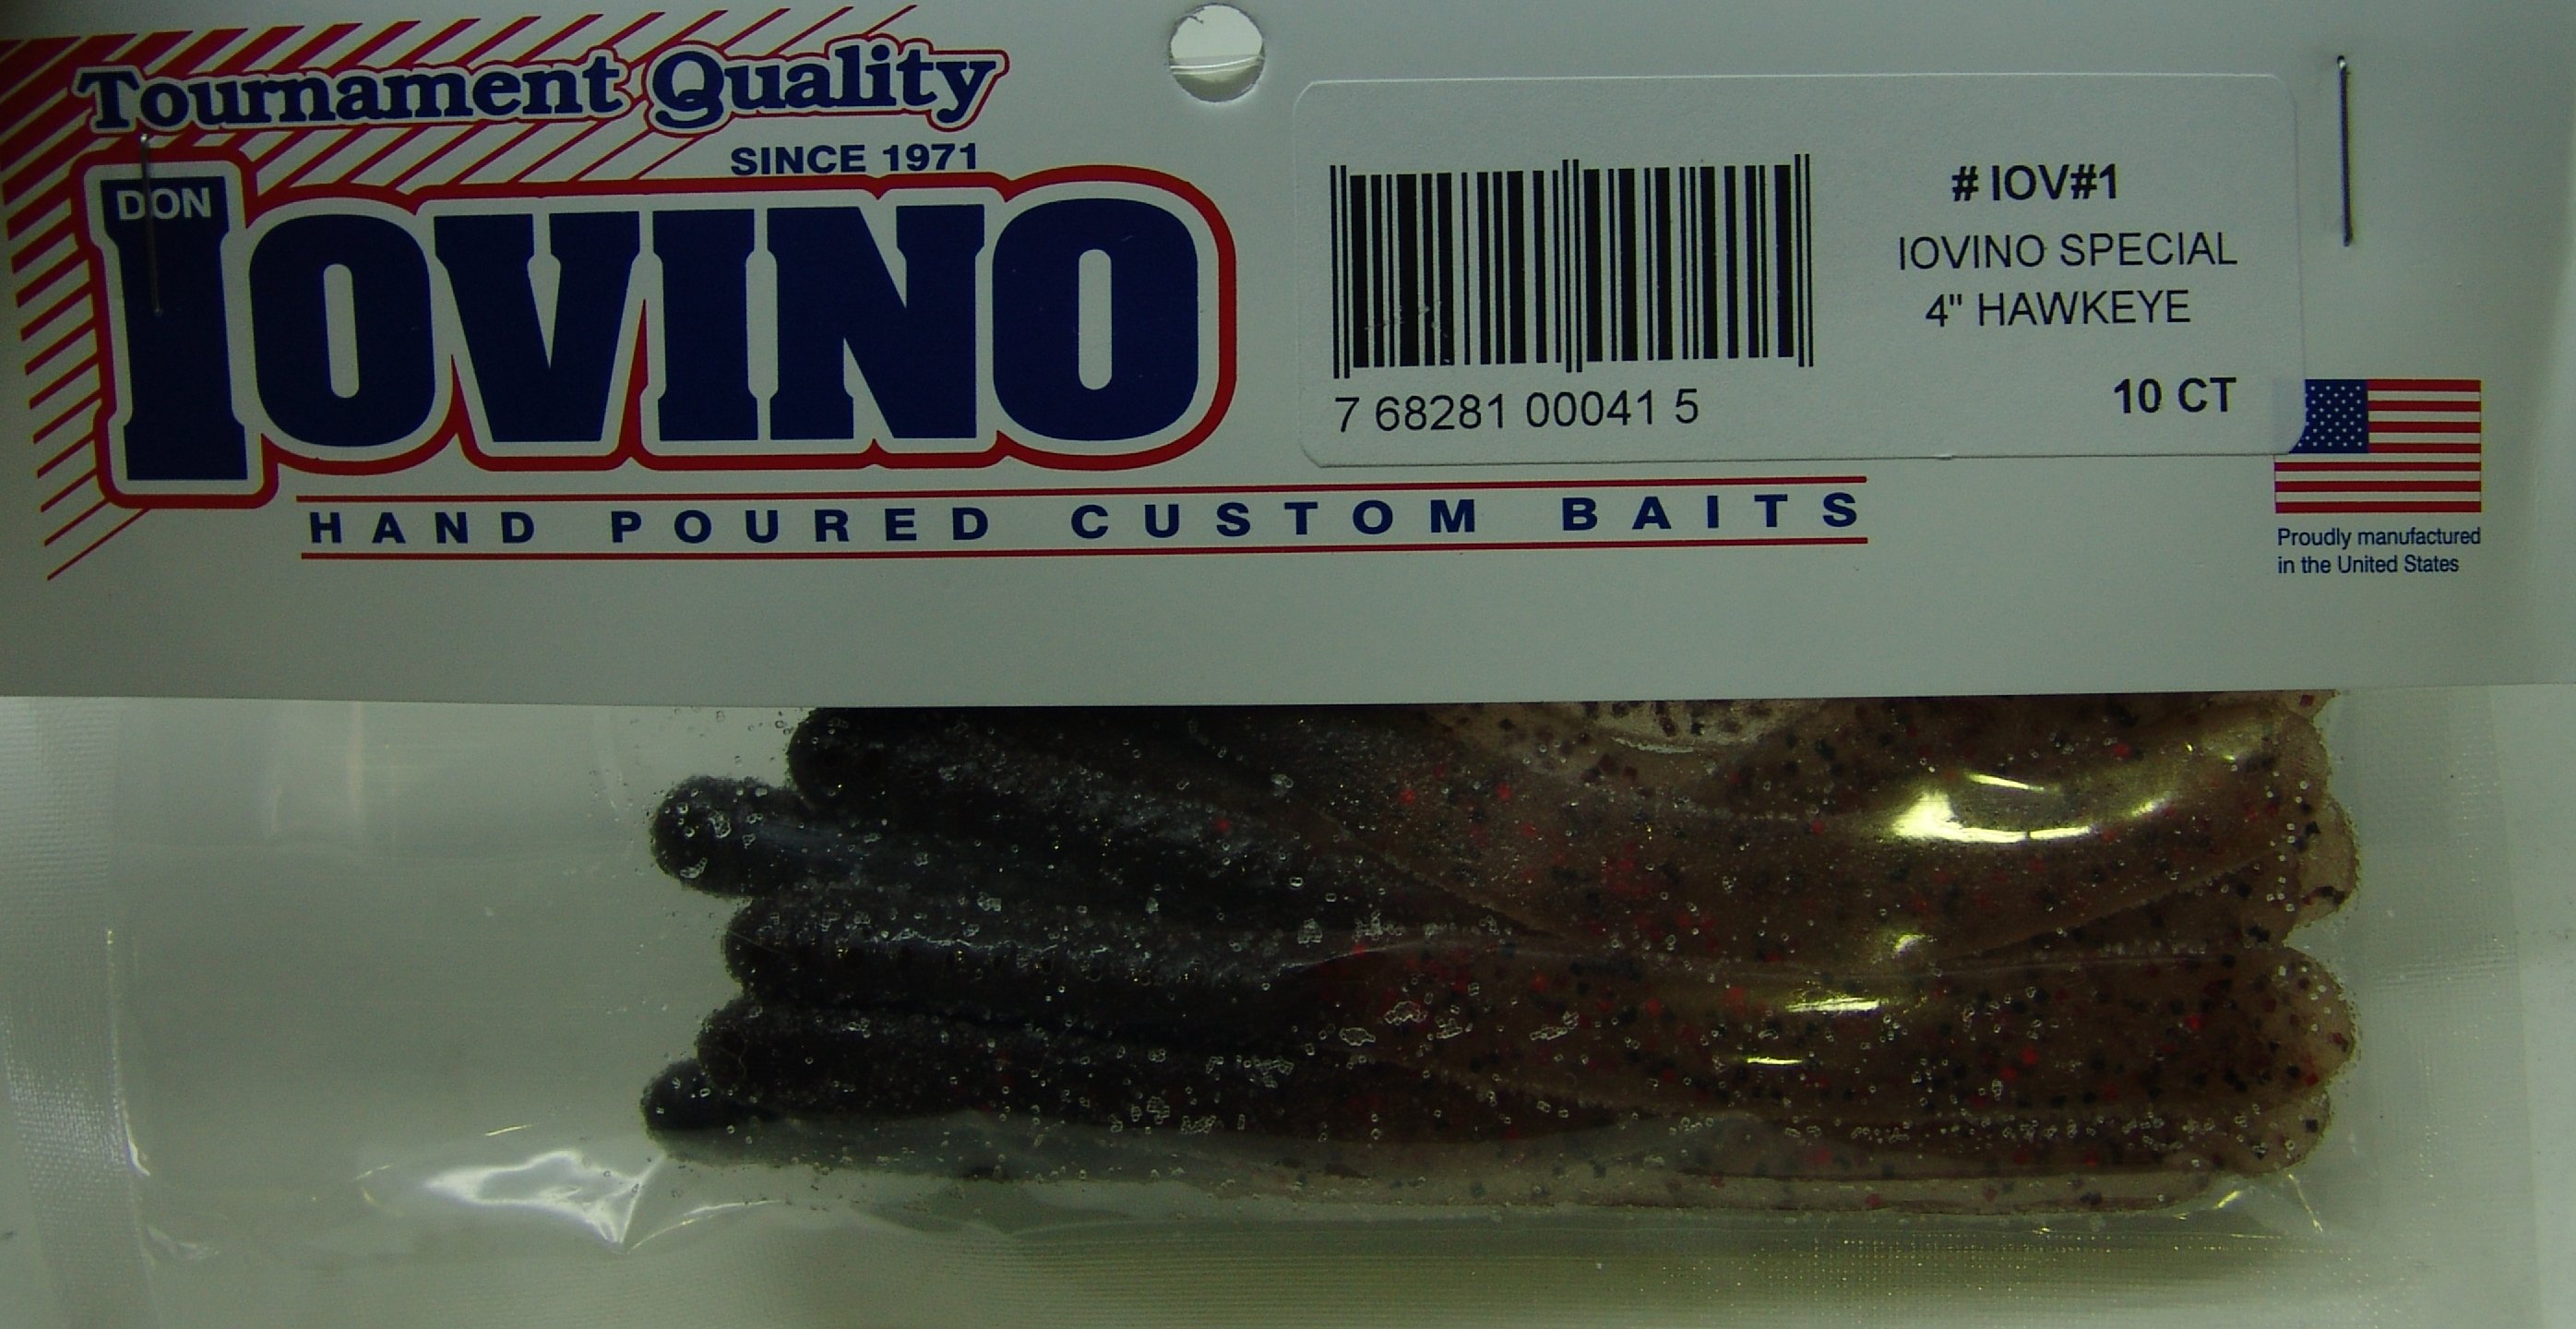 Tournament Quality
SINCE 1971
DON
IOVINO
HAND POURED CUSTOM BAITS
# IOV#1
IOVINO SPECIAL
4" HAWKEYE
7 68281 00041 5
10 CT
Proudly manufactured
in the United States